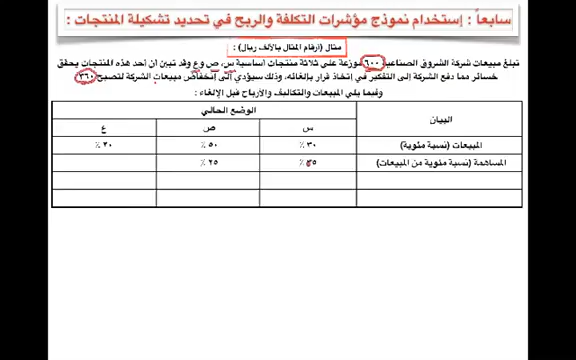 سابعاً : إستخدام نموذج مؤشرات التكلفة والربح في تحديد تشكيلة المنتجات :
مثال (أرقام المثال بالألف ريال) :
تبلغ مبيعات شركة الشروق الصناعية ٦٠٠ موزعة على ثلاثة منتجات أساسية س، ص وع وقد تبين أن أحد هذه المنتجات يحقق
خسائر مما دفع الشركة إلى التفكير في إتخاذ قرار بإلغائه، وذلك سيؤدي إلى إنخفاض مبيعات الشركة لتصبح ٣٦٠
وفيما يلي المبيعات والتكاليف والأرباح قبل الإلغاء :
البيان الوضع الحالي
س ص ع
المبيعات (نسبة مئوية) ٣٠ ٪ ٥٠ ٪ ٢٠ ٪
المساهمة (نسبة مئوية من المبيعات) ٤٥ ٪ ٢٥ ٪